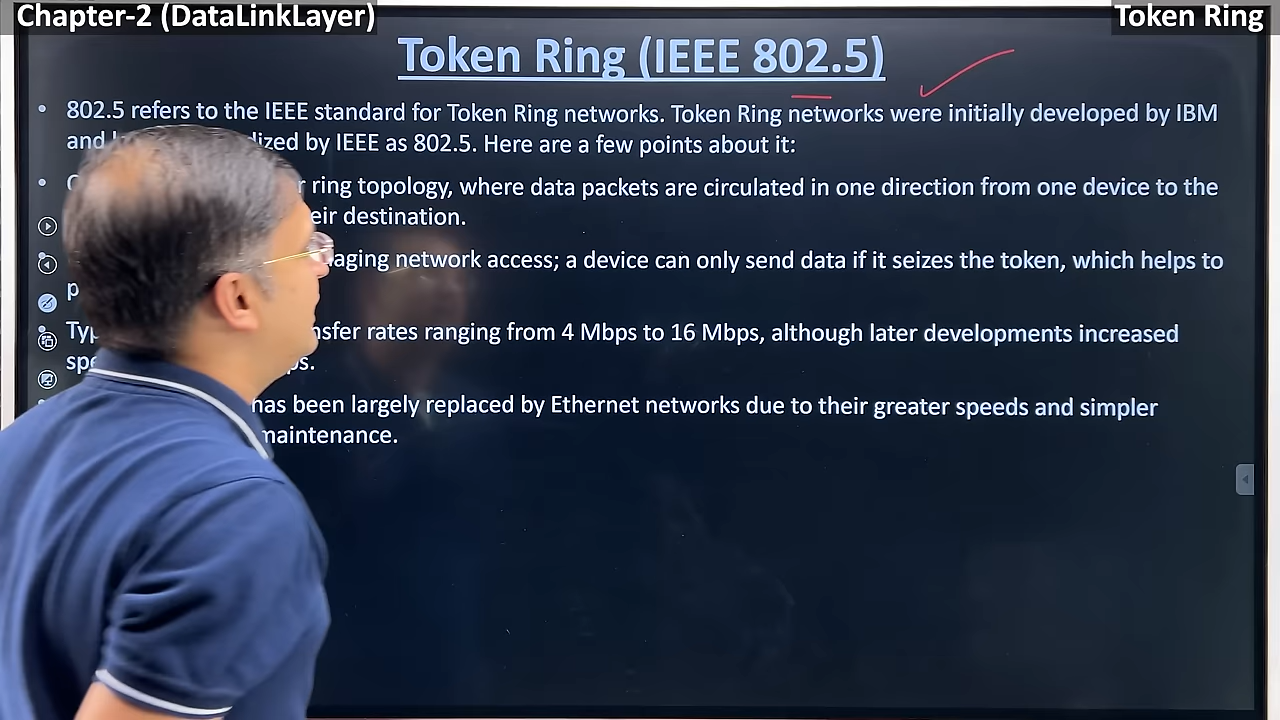 Chapter-2 (DataLinkLayer)
Token Ring
Token Ring (IEEE 802.5)
• 802.5 refers to the IEEE standard for Token Ring networks. Token Ring networks were initially developed by IBM
and ized by IEEE as 802.5. Here are a few points about it:
• r ring topology, where data packets are circulated in one direction from one device to the
eir destination.
aging network access; a device can only send data if it seizes the token, which helps to
p
Typ sfer rates ranging from 4 Mbps to 16 Mbps, although later developments increased
spe ps.
has been largely replaced by Ethernet networks due to their greater speeds and simpler
maintenance.